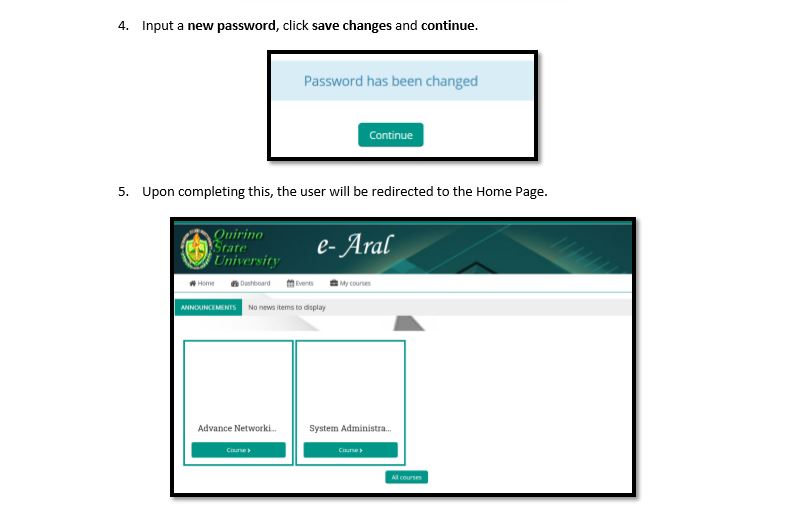 4. Input a new password, click save changes and continue.
Password has been changed
Continue
5. Upon completing this, the user will be redirected to the Home Page.
Quirino
State
University
e- Aral
Home Dashboard Events My courses
ANNOUNCEMENTS No news items to display
Advance Networki... System Administra...
Course Course
All courses